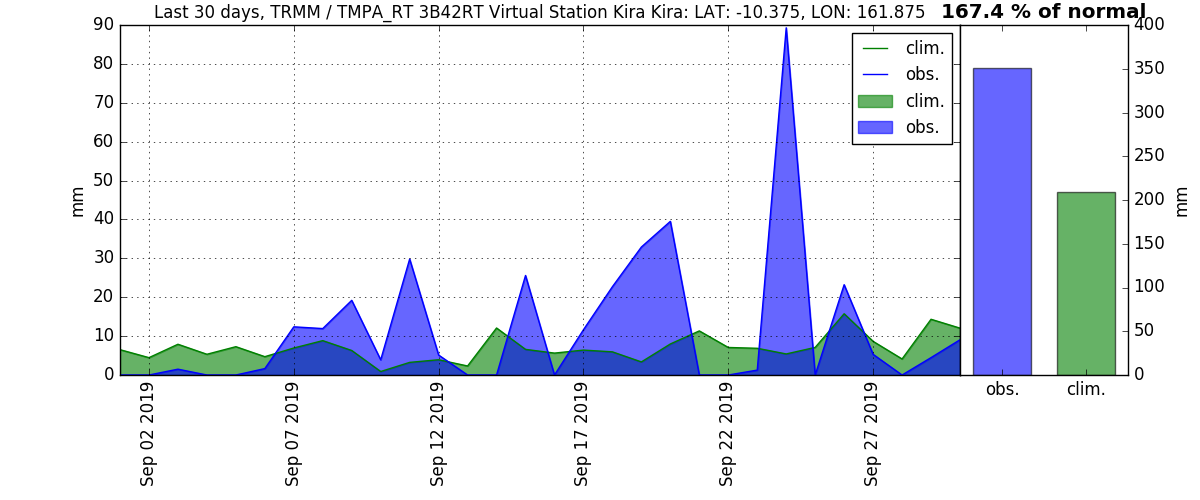 Last 30 days, TRMM / TMPA_RT 3B42RT Virtual Station Kira Kira: LAT: -10.375, LON: 161.875
167.4 % of normal
90
80
70
60
50
40
30
20
10
0
mm
clim.
obs.
clim.
obs.
Sep 02 2019
Sep 07 2019
Sep 12 2019
Sep 17 2019
Sep 22 2019
Sep 27 2019
400
350
300
250
200
150
100
50
0
mm
obs.
clim.